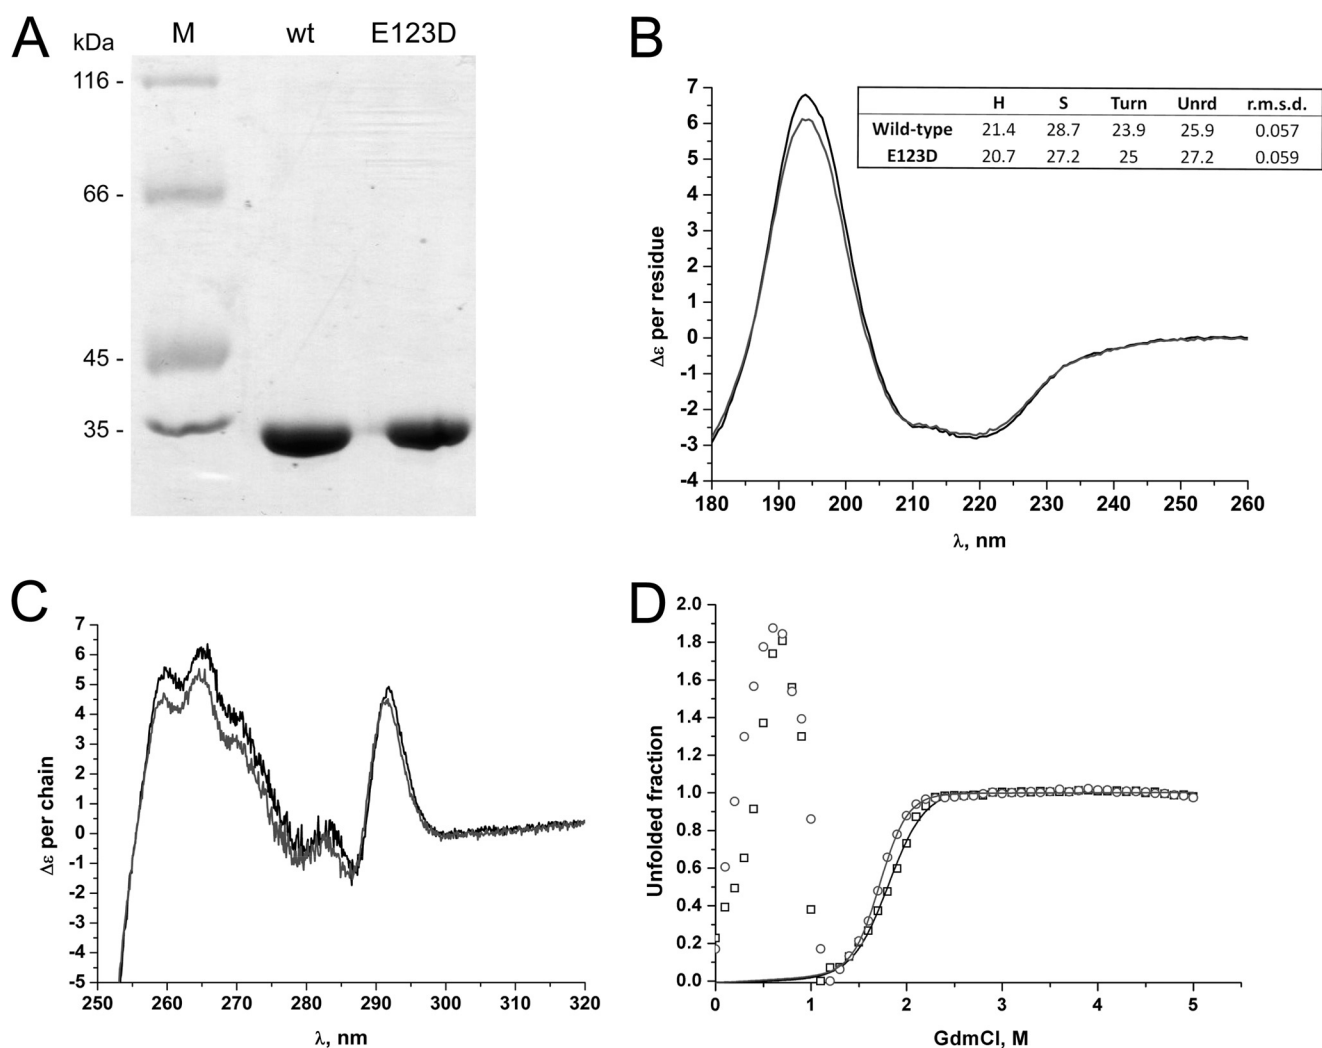 A
kDa
M
wt
E123D
116 -
66 -
45 -
35 -
B
7
6
5
4
3
2
1
0
-1
-2
-3
-4
Δε per residue
180 190 200 210 220 230 240 250 260
λ, nm
H S Turn Unrd r.m.s.d.
Wild-type 21.4 28.7 23.9 25.9 0.057
E123D 20.7 27.2 25 27.2 0.059
C
7
6
5
4
3
2
1
0
-1
-2
-3
-4
-5
Δε per chain
250 260 270 280 290 300 310 320
λ, nm
D
2.0
1.8
1.6
1.4
1.2
1.0
0.8
0.6
0.4
0.2
0.0
Unfolded fraction
0 1 2 3 4 5
GdmCl, M